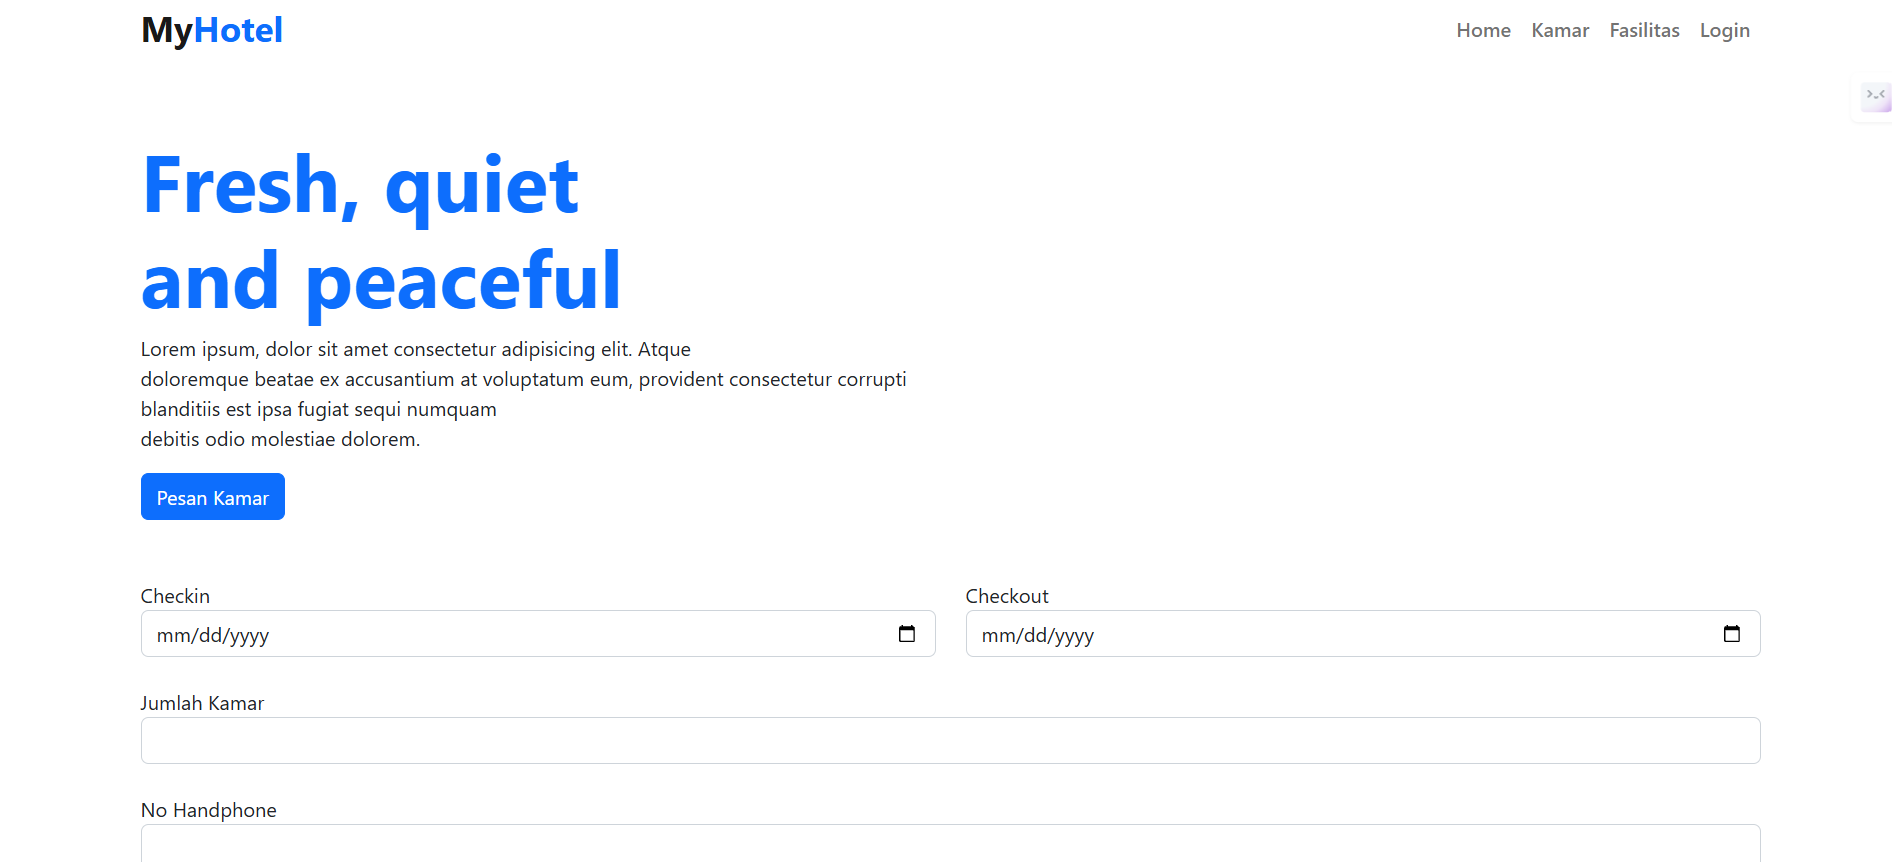 MyHotel
Home Kamar Fasilitas Login
Fresh, quiet
and peaceful
Lorem ipsum, dolor sit amet consectetur adipisicing elit. Atque
doloremque beatae ex accusantium at voluptatum eum, provident consectetur corrupti
blanditiis est ipsa fugiat sequi numquam
debitis odio molestiae dolorem.
Pesan Kamar
Checkin Checkout
mm/dd/yyyy mm/dd/yyyy
Jumlah Kamar
No Handphone